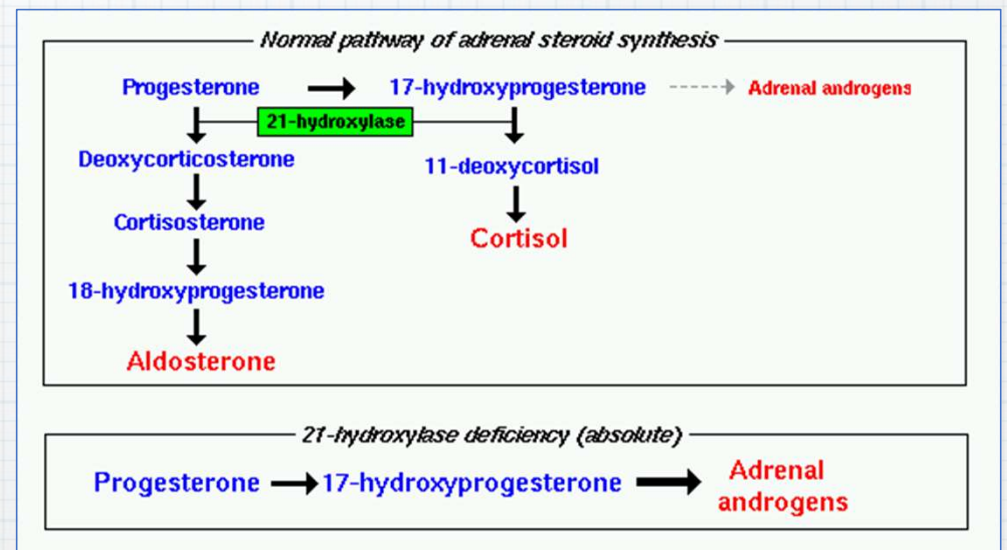 Normal pathway of adrenal steroid synthesis
Progesterone 17-hydroxyprogesterone Adrenal androgens
21-hydroxylase
Deoxycorticosterone 11-deoxycortisol
Cortisosterone
Cortisol
18-hydroxyprogesterone
Aldosterone
21-hydroxylase deficiency (absolute)
Progesterone 17-hydroxyprogesterone Adrenal
androgens